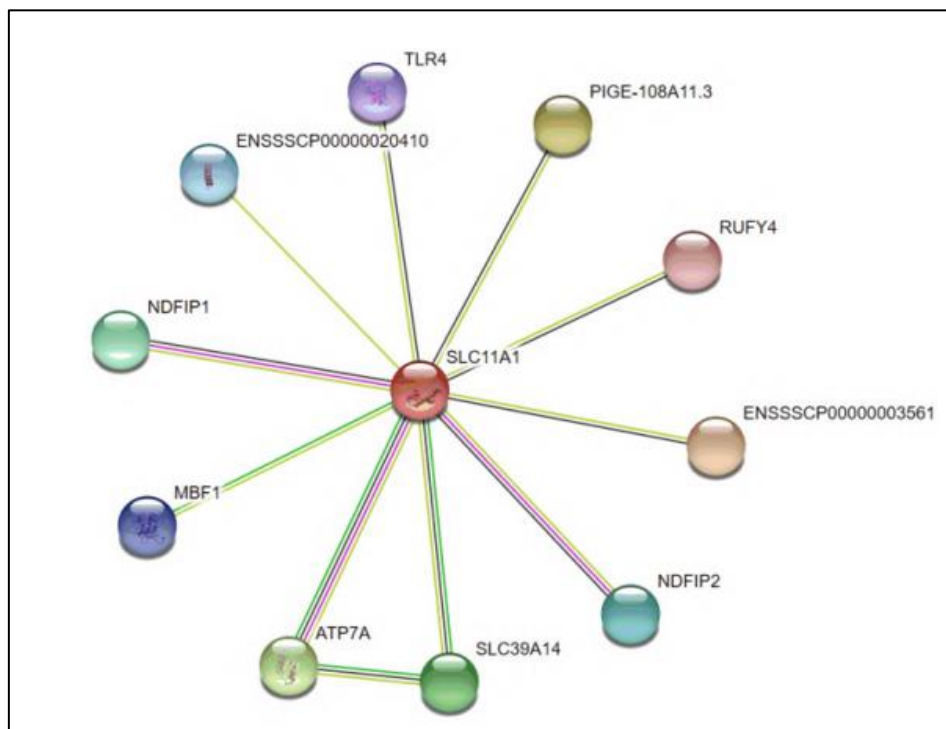 TLR4
PIGE-108A11.3
ENSSSCP00000020410
RUFY4
NDFIP1
SLC11A1
ENSSSCP00000003561
MBF1
NDFIP2
ATP7A
SLC39A14